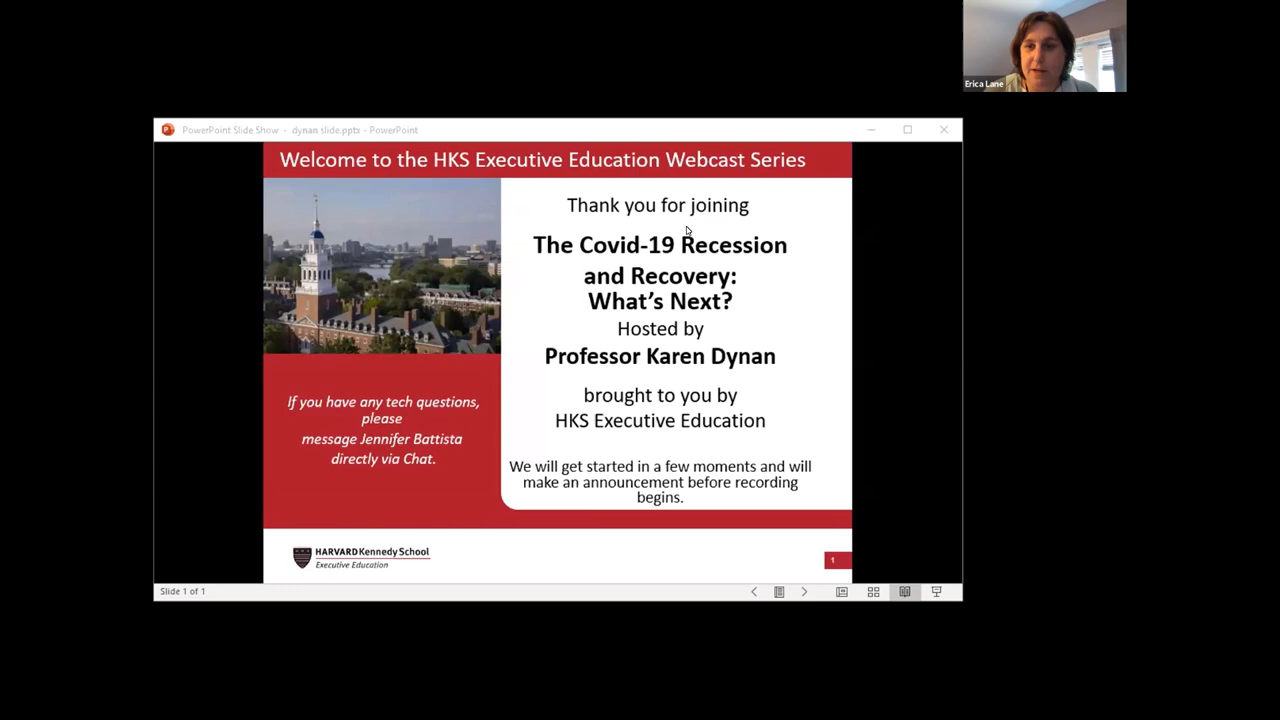 Erica Lane
PowerPoint Slide Show - dynan slide.pptx - PowerPoint
Welcome to the HKS Executive Education Webcast Series
Thank you for joining
The Covid-19 Recession
and Recovery:
What's Next?
Hosted by
Professor Karen Dynan
brought to you by
HKS Executive Education
We will get started in a few moments and will
make an announcement before recording
begins.
If you have any tech questions,
please
message Jennifer Battista
directly via Chat.
HARVARD Kennedy School
Executive Education
1
Slide 1 of 1